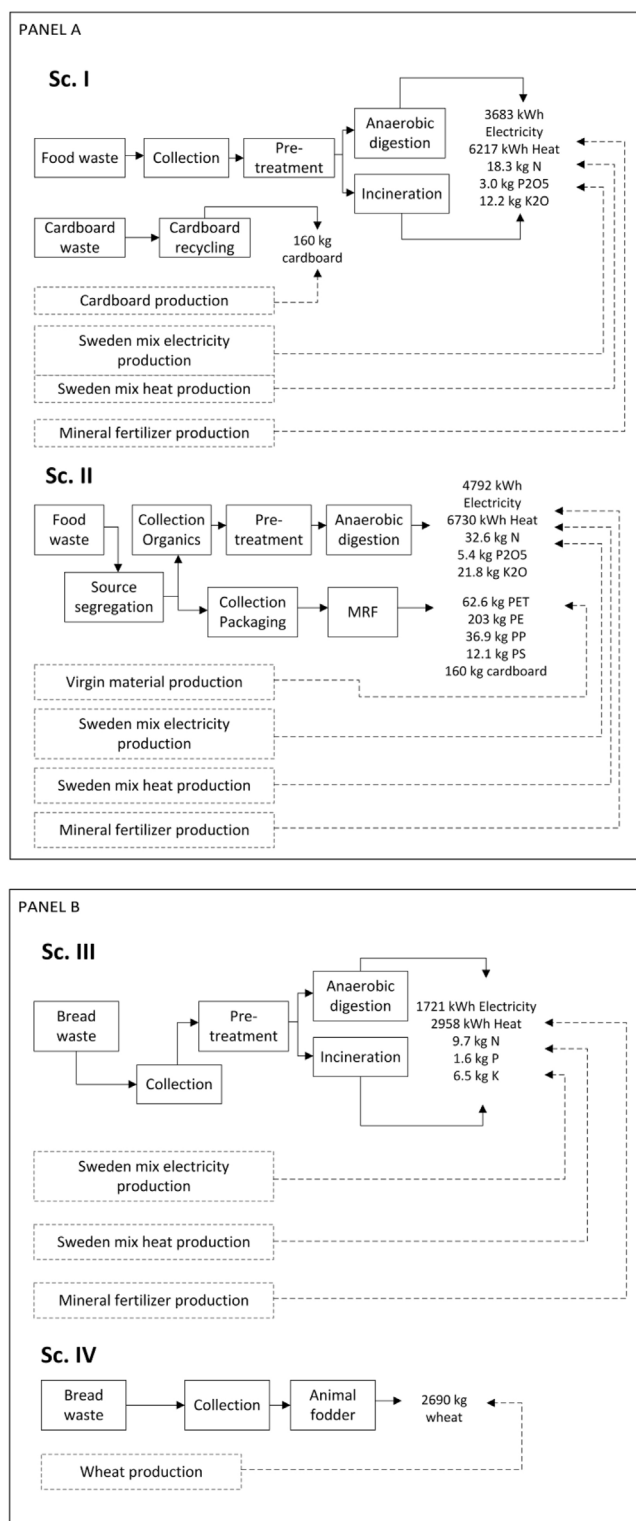 PANEL A
Sc. I
Food waste
Collection
Pre-
treatment
Anaerobic
digestion
Incineration
3683 kWh
Electricity
6217 kWh Heat
18.3 kg N
3.0 kg P2O5
12.2 kg K2O
Cardboard
waste
Cardboard
recycling
160 kg
cardboard
Cardboard production
Sweden mix electricity
production
Sweden mix heat production
Mineral fertilizer production
Sc. II
Food
waste
Source
segregation
Collection
Organics
Pre-
treatment
Anaerobic
digestion
4792 kWh
Electricity
6730 kWh Heat
32.6 kg N
5.4 kg P2O5
21.8 kg K2O
Collection
Packaging
MRF
62.6 kg PET
203 kg PE
36.9 kg PP
12.1 kg PS
160 kg cardboard
Virgin material production
Sweden mix electricity
production
Sweden mix heat production
Mineral fertilizer production
PANEL B
Sc. III
Bread
waste
Collection
Pre-
treatment
Anaerobic
digestion
Incineration
1721 kWh Electricity
2958 kWh Heat
9.7 kg N
1.6 kg P
6.5 kg K
Sweden mix electricity
production
Sweden mix heat production
Mineral fertilizer production
Sc. IV
Bread
waste
Collection
Animal
fodder
2690 kg
wheat
Wheat production